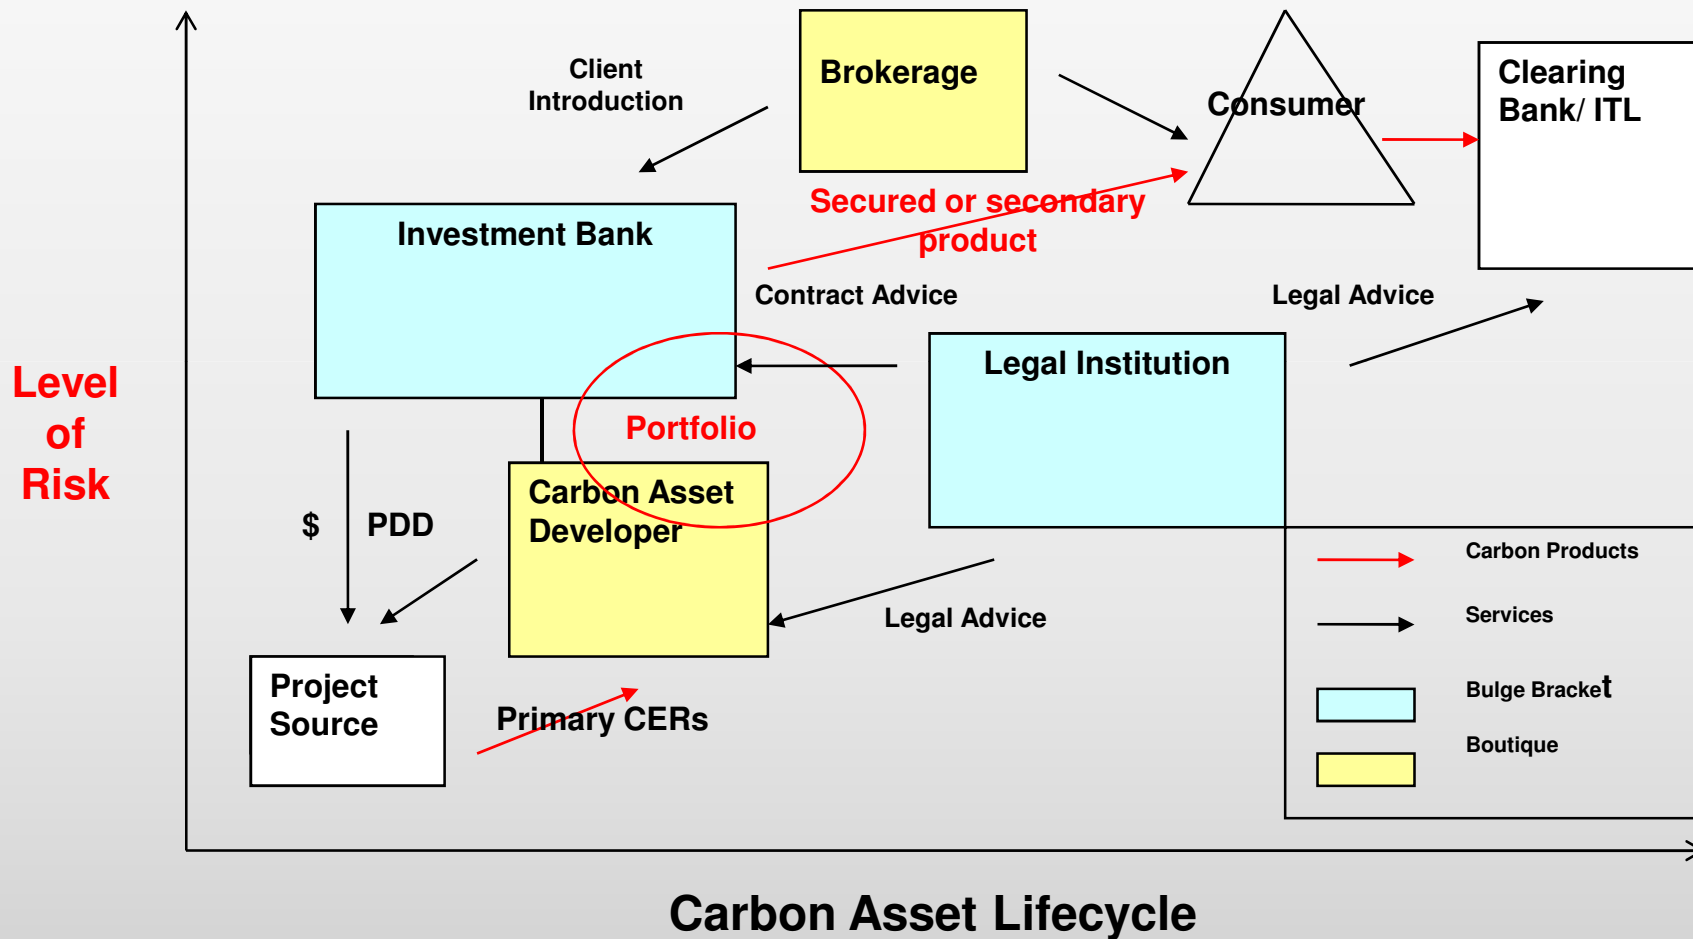 Client
Introduction
Brokerage
Consumer
Clearing
Bank/ ITL
Secured or secondary
product
Investment Bank
Contract Advice
Legal Advice
Legal Institution
Level
of
Risk
Portfolio
Carbon Asset
Developer
$ PDD
Legal Advice
Project
Source
Primary CERs
Carbon Products
Services
Bulge Bracket
Boutique
Carbon Asset Lifecycle